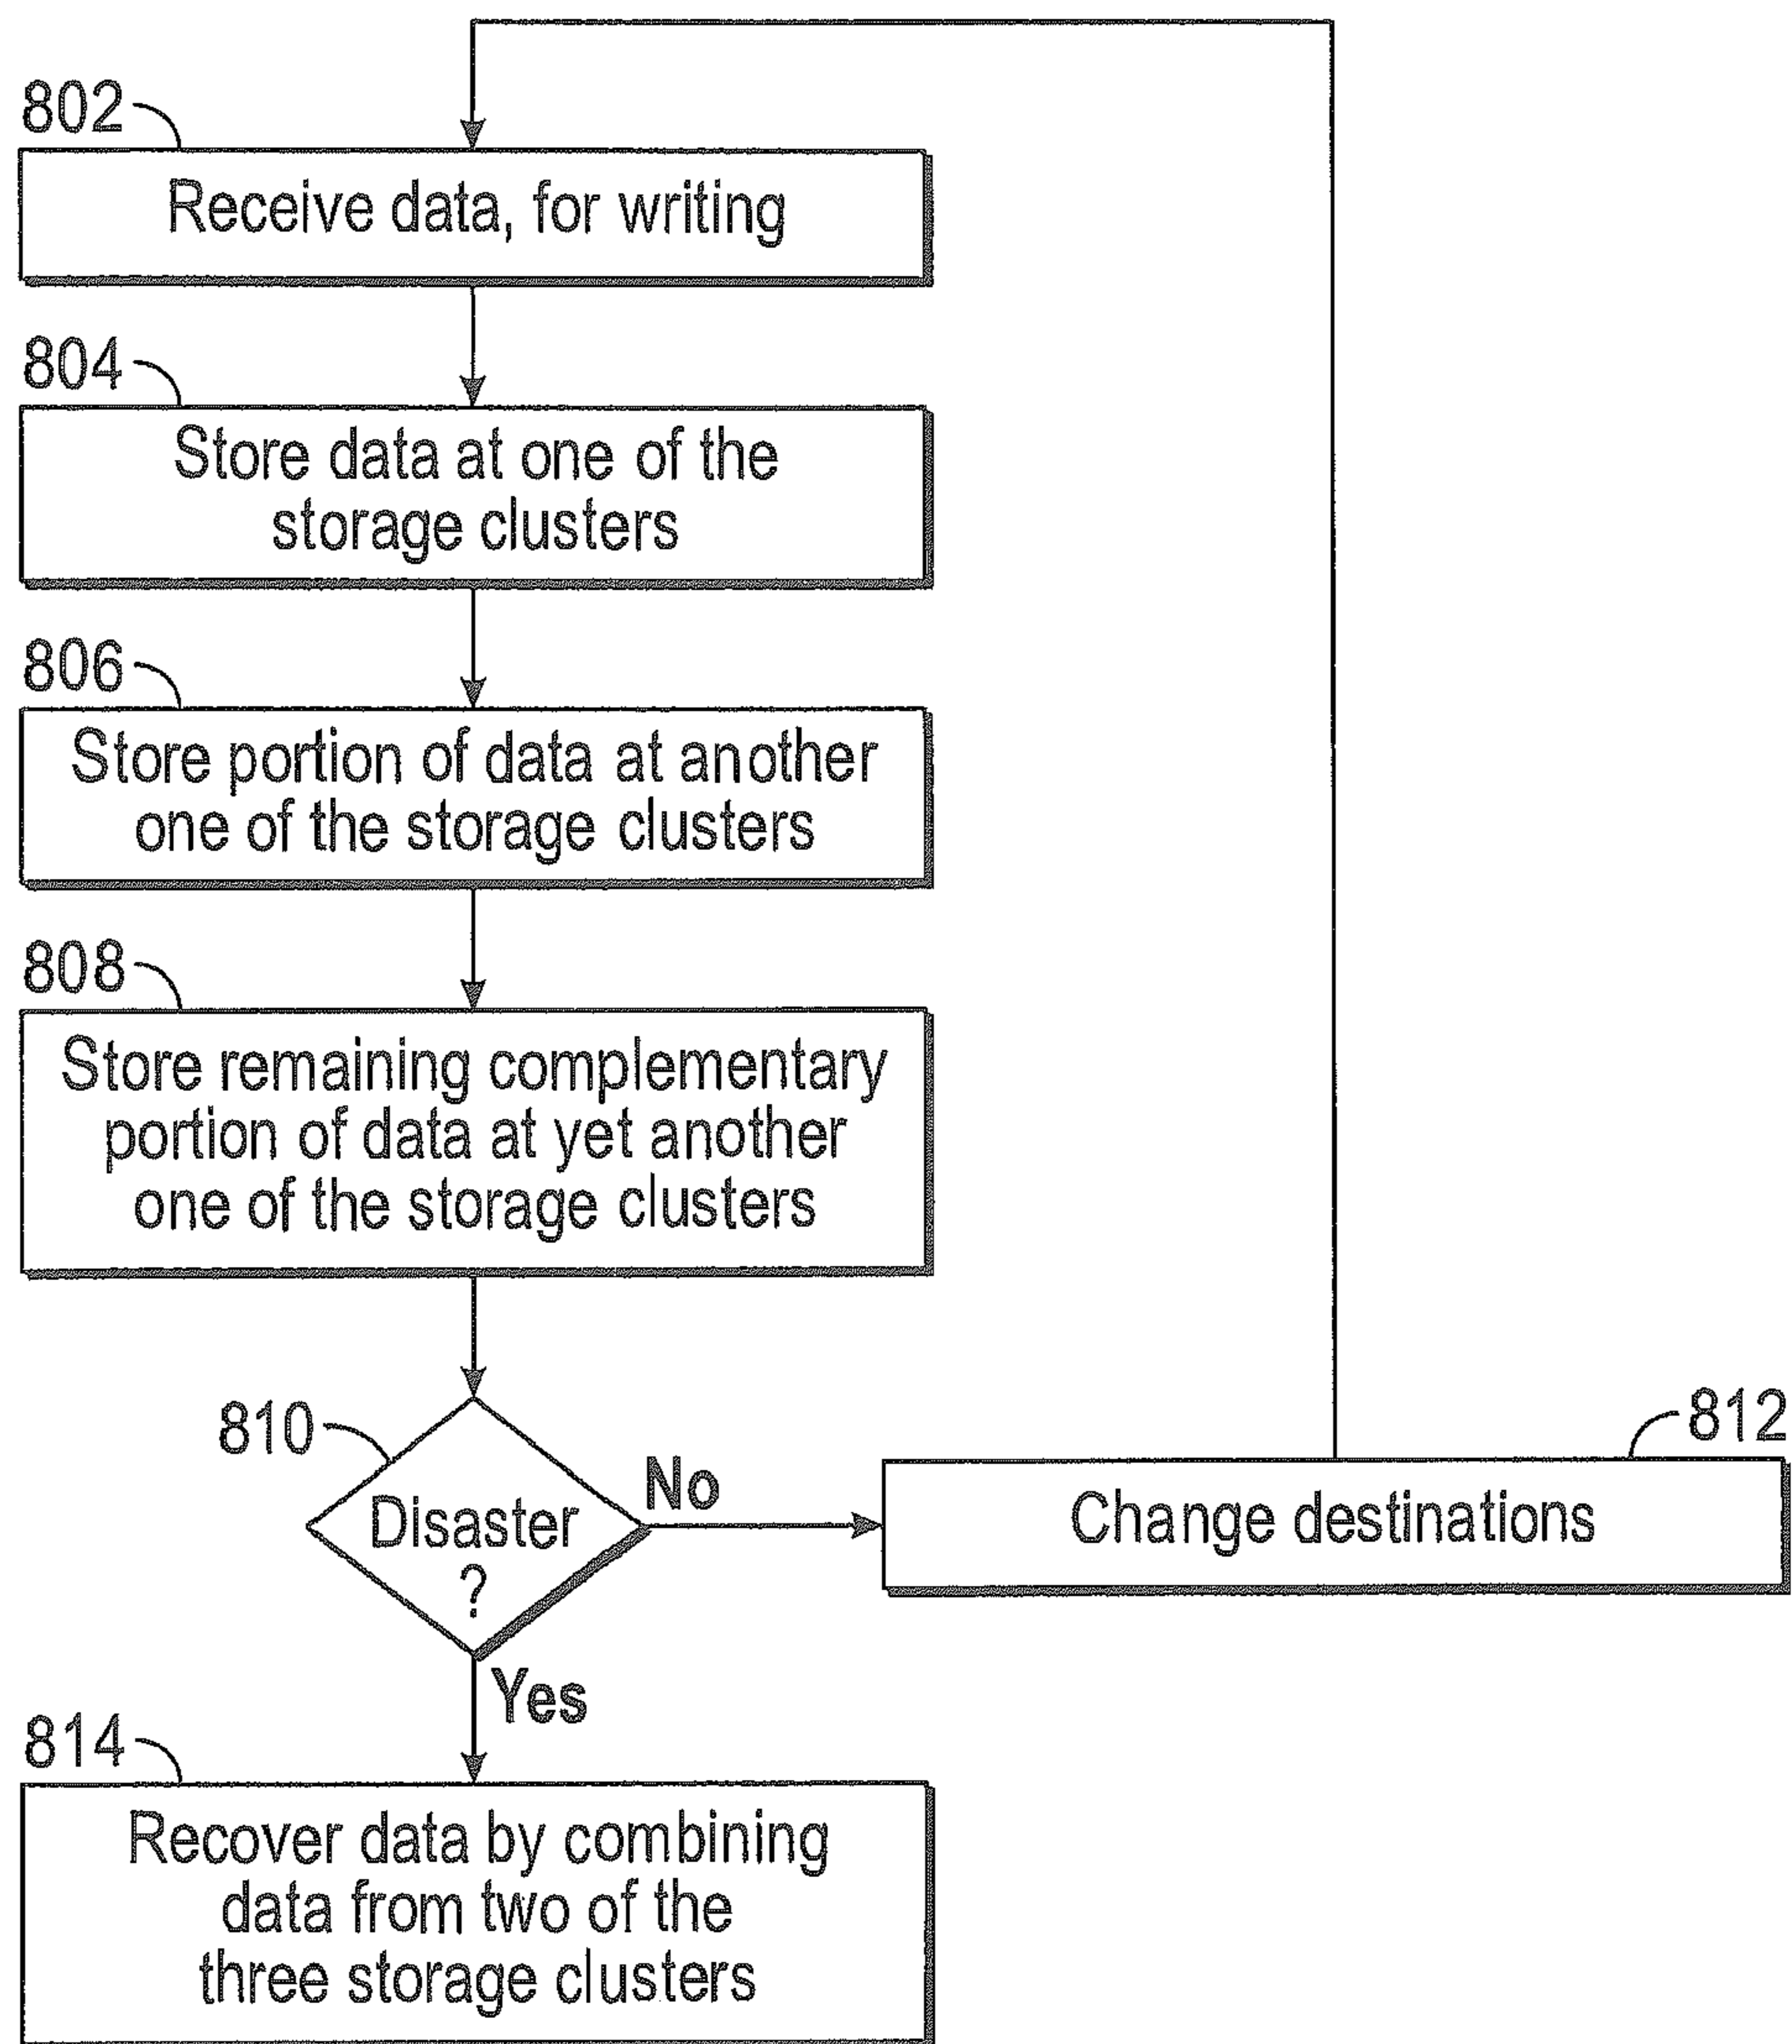 802
Receive data, for writing
804
Store data at one of the
storage clusters
806
Store portion of data at another
one of the storage clusters
808
Store remaining complementary
portion of data at yet another
one of the storage clusters
810
Disaster
?
No
812
Change destinations
Yes
814
Recover data by combining
data from two of the
three storage clusters